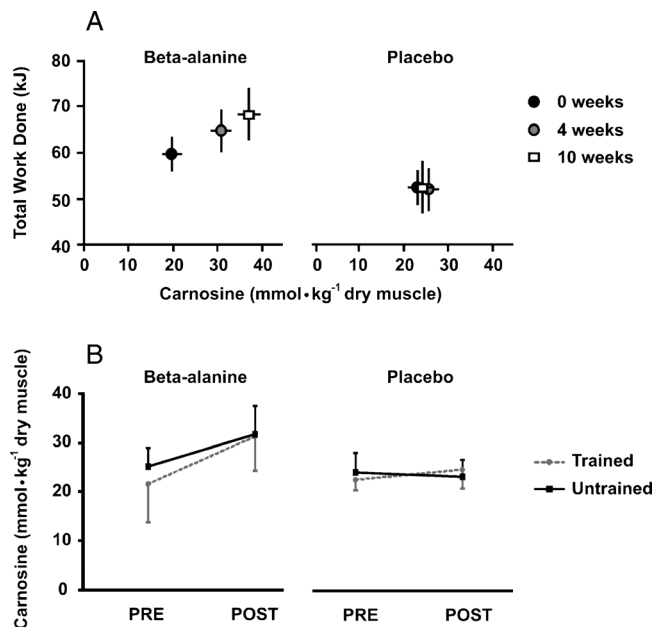 A
Beta-alanine Placebo
Total Work Done (kJ)
80
70
60
50
40
0 10 20 30 40
0 10 20 30 40
0 weeks
4 weeks
10 weeks
Carnosine (mmol•kg-1 dry muscle)
B
Beta-alanine Placebo
Carnosine (mmol•kg-1 dry muscle)
40
30
20
10
0
PRE POST
PRE POST
Trained
Untrained